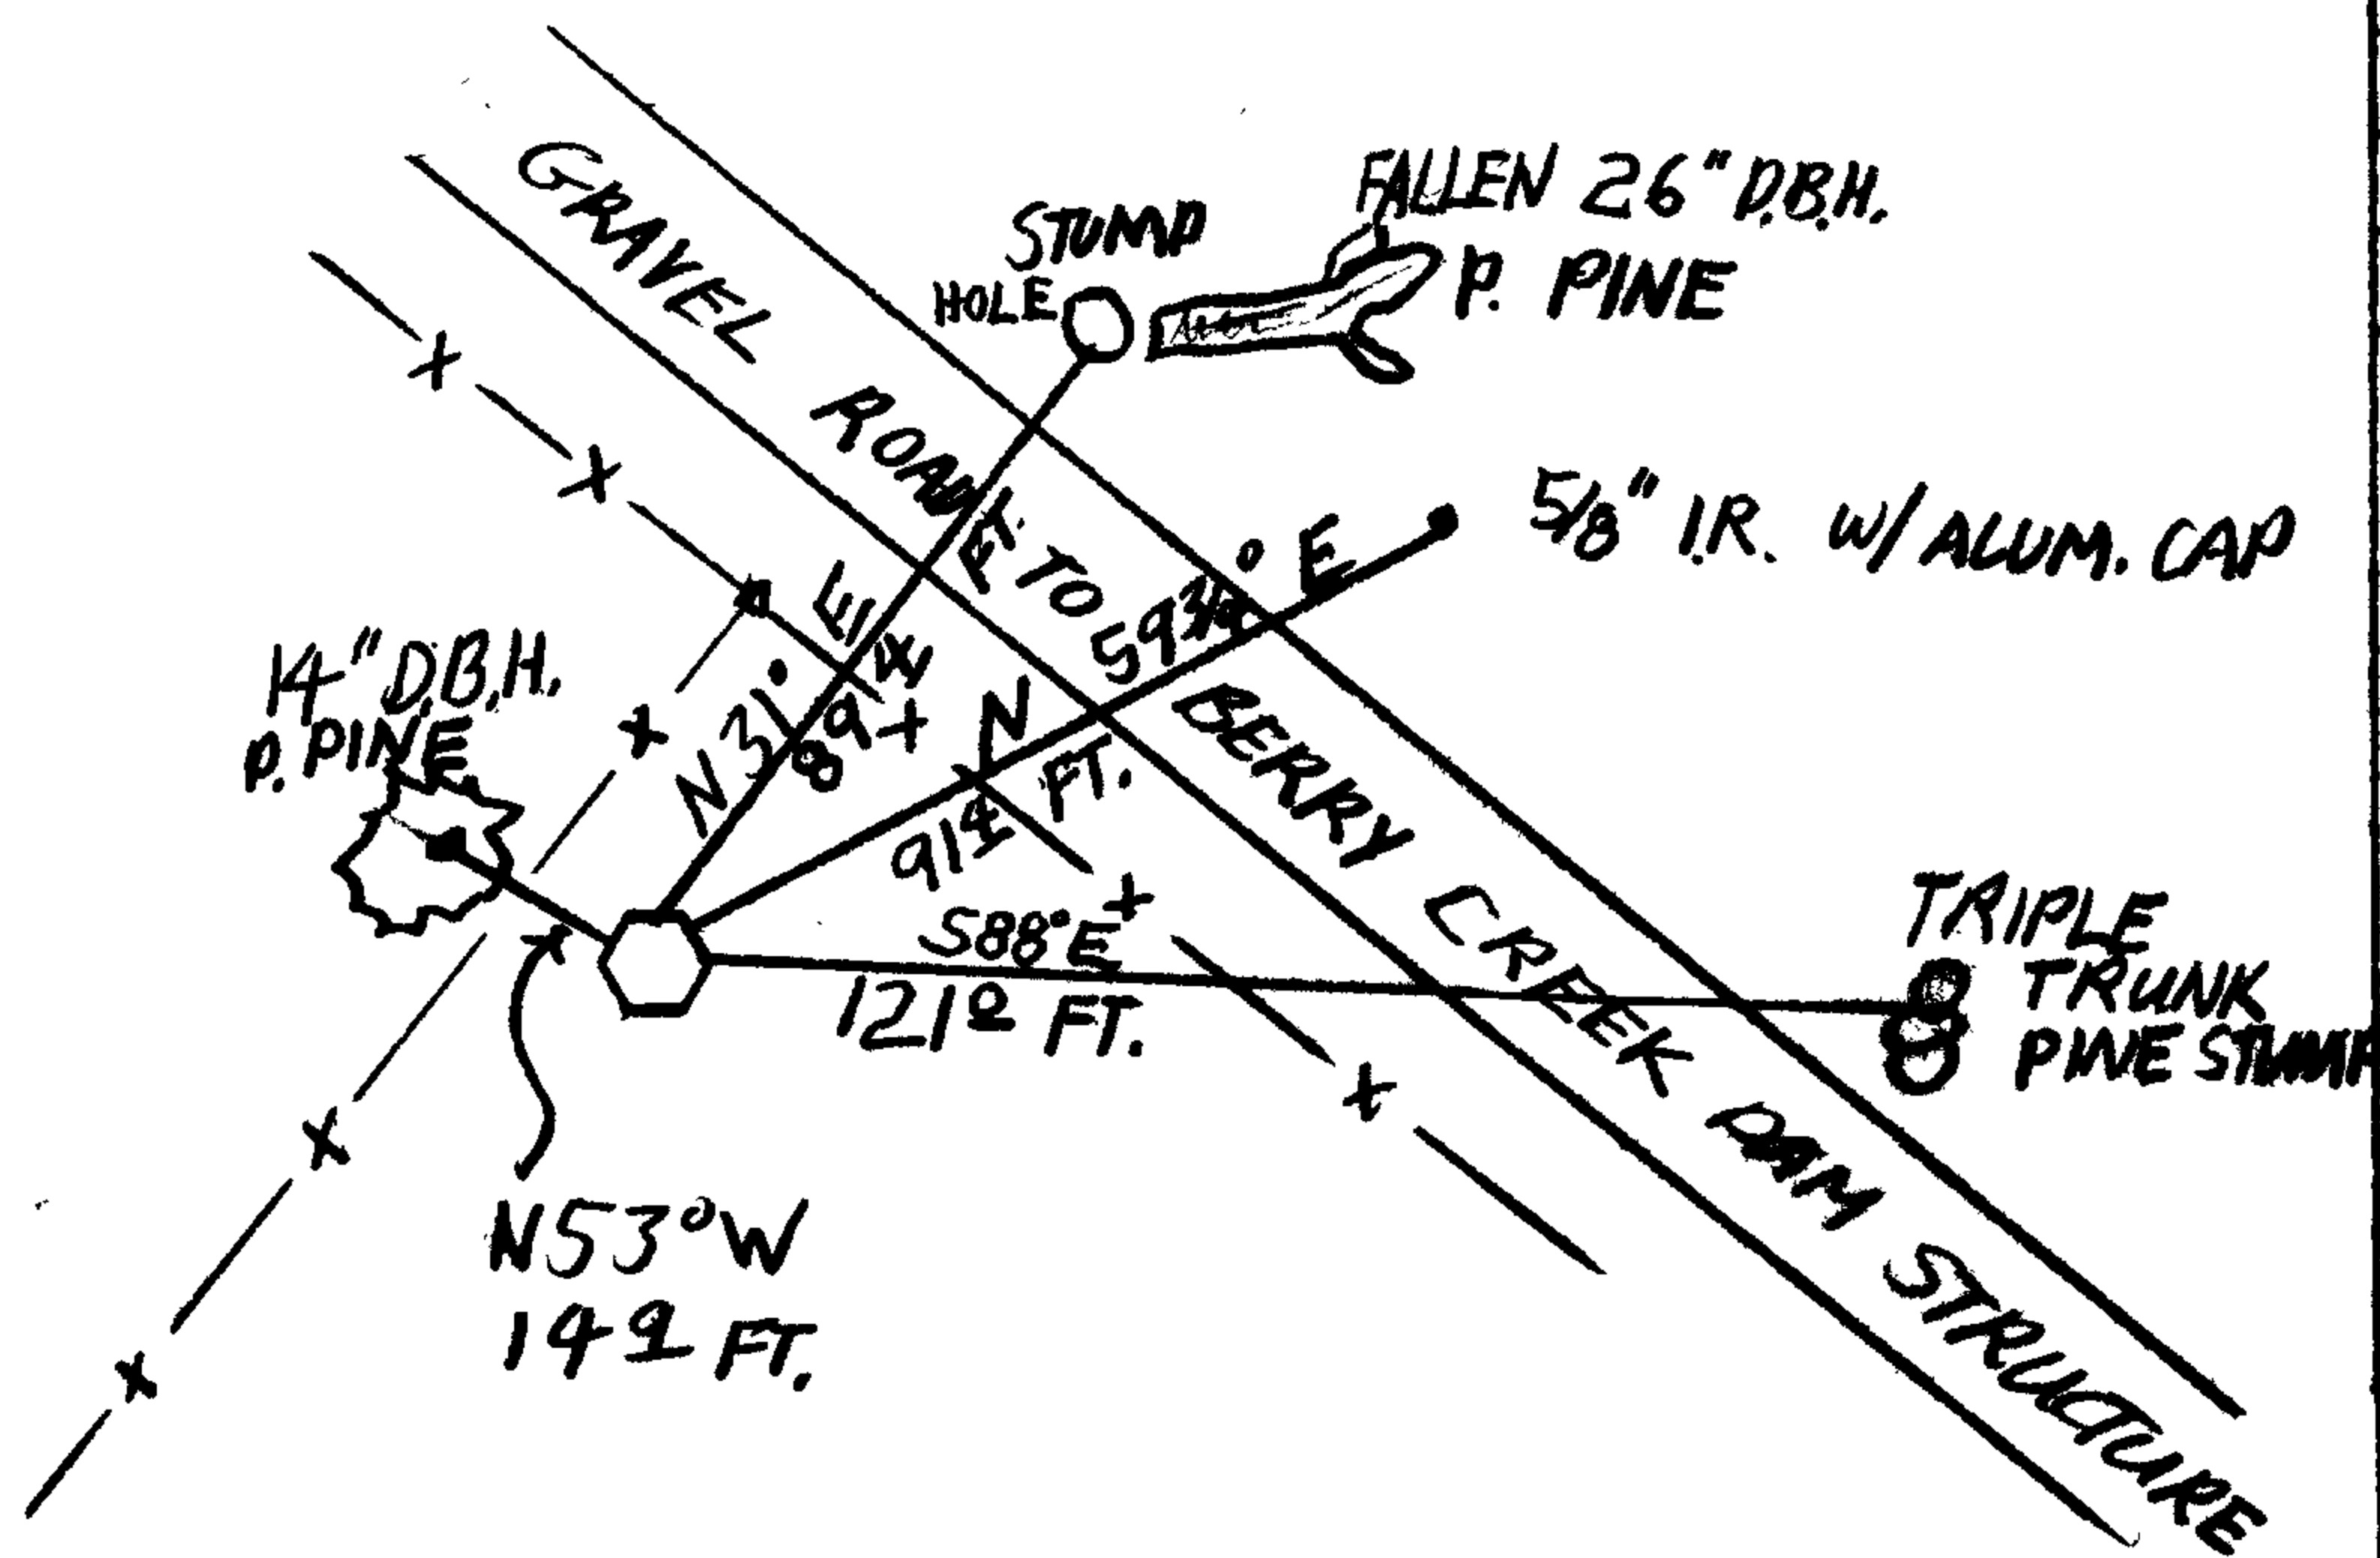 GRAVEL ROAD TO BERRY CREEK DAM STRUCTURE
STUMP
HOLE
FALLEN 26" D.B.H.
P. PINE
5/8" I.R. W/ ALUM. CAP
14" D.B.H.
P. PINE
N31°E
89 FT.
N 59 ° E
91 FT.
S88°E
121 FT.
TRIPLE
TRUNK
PINE STUMP
N53°W
14 FT.